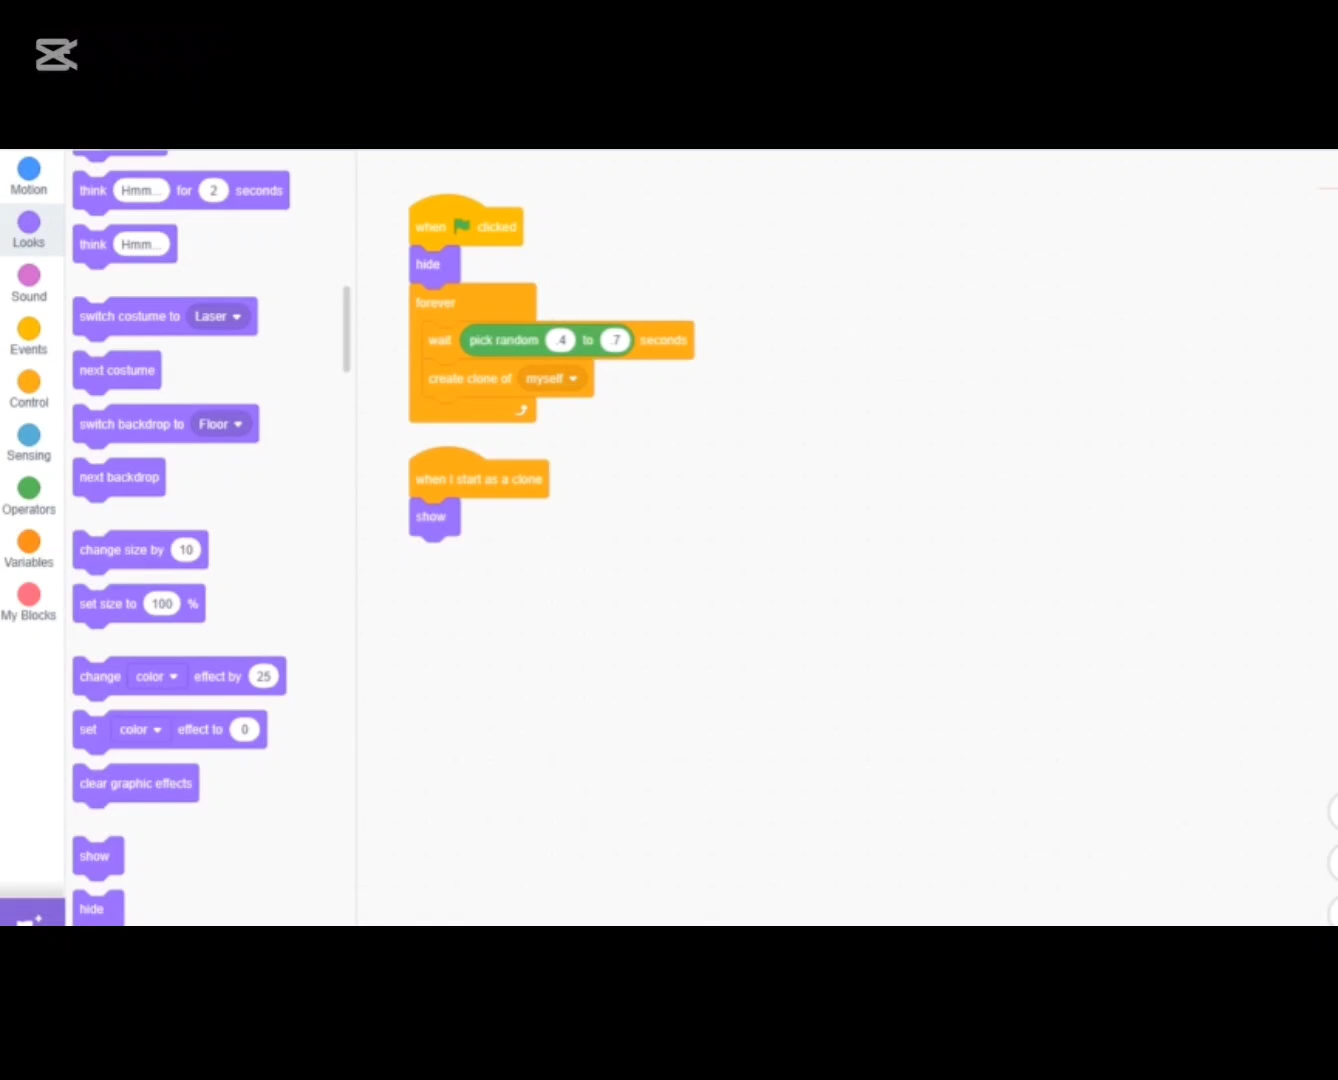 Motion
Looks
Sound
Events
Control
Sensing
Operators
Variables
My Blocks
think Hmm... for 2 seconds
think Hmm...
switch costume to Laser
next costume
switch backdrop to Floor
next backdrop
change size by 10
set size to 100 %
change color effect by 25
set color effect to 0
clear graphic effects
show
hide
when clicked
hide
forever
wait pick random .4 to .7 seconds
create clone of myself
when I start as a clone
show